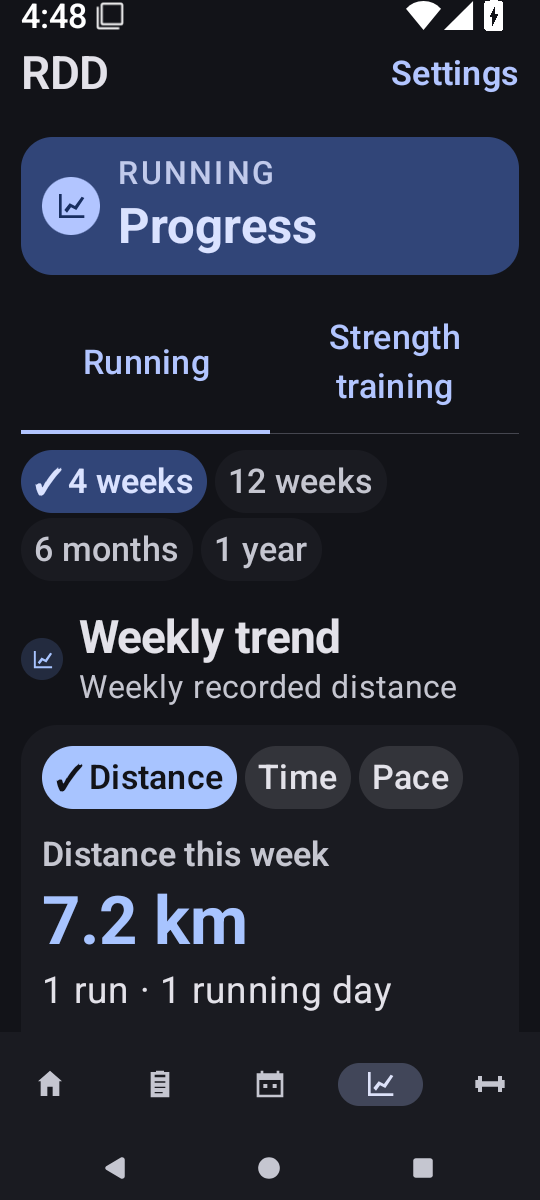 4:48
RDD
Settings
RUNNING
Progress
Running
Strength
training
✓4 weeks
12 weeks
6 months
1 year
Weekly trend
Weekly recorded distance
✓Distance
Time
Pace
Distance this week
7.2 km
1 run · 1 running day